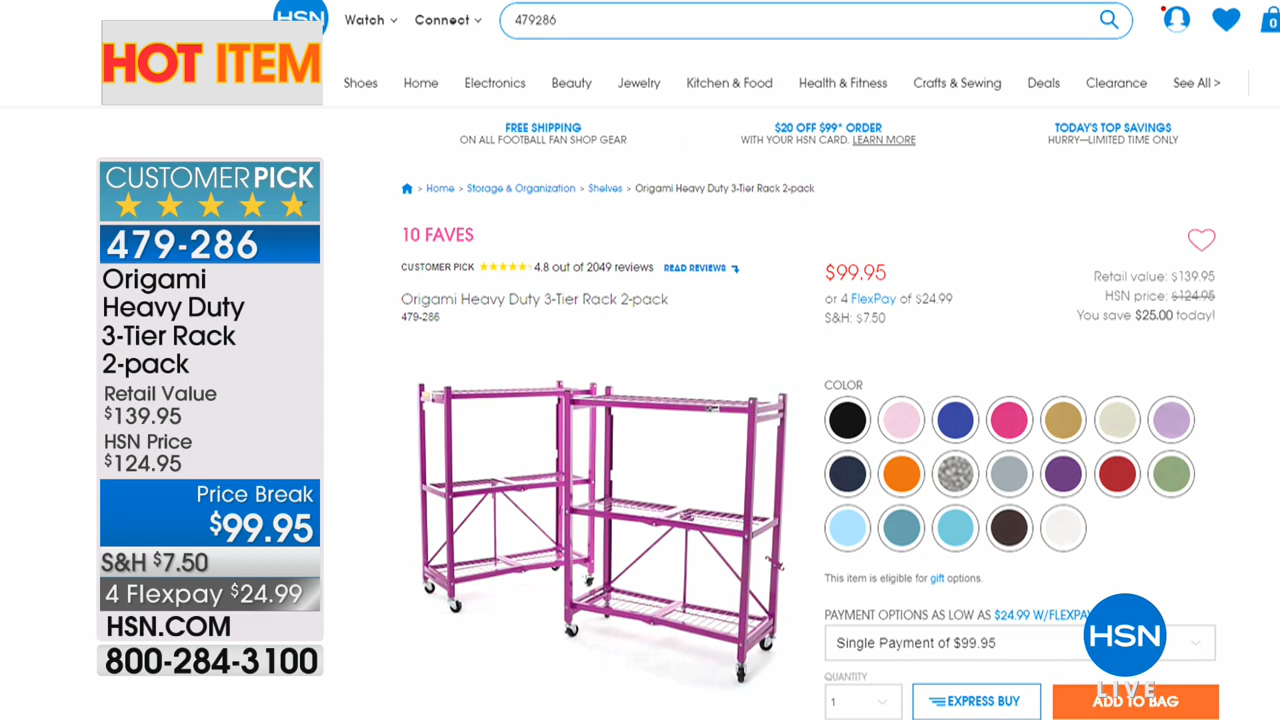 HSN
Watch
Connect
479286
0
HOT ITEM
Shoes
Home
Electronics
Beauty
Jewelry
Kitchen & Food
Health & Fitness
Crafts & Sewing
Deals
Clearance
See All >
FREE SHIPPING
ON ALL FOOTBALL FAN SHOP GEAR
$20 OFF $99* ORDER
WITH YOUR HSN CARD. LEARN MORE
TODAY'S TOP SAVINGS
HURRY—LIMITED TIME ONLY
CUSTOMER PICK
479-286
Origami
Heavy Duty
3-Tier Rack
2-pack
Retail Value
$139.95
HSN Price
$124.95
Price Break
$99.95
S&H $7.50
4 Flexpay $24.99
HSN.COM
800-284-3100
> Home > Storage & Organization > Shelves > Origami Heavy Duty 3-Tier Rack 2-pack
10 FAVES
CUSTOMER PICK 4.8 out of 2049 reviews READ REVIEWS
Origami Heavy Duty 3-Tier Rack 2-pack
479-286
$99.95
or 4 FlexPay of $24.99
S&H: $7.50
Retail value: $139.95
HSN price: $124.95
You save $25.00 today!
COLOR
This item is eligible for gift options.
PAYMENT OPTIONS AS LOW AS $24.99 W/FLEXPAY
Single Payment of $99.95
QUANTITY
1
EXPRESS BUY
ADD TO BAG
HSN
LIVE